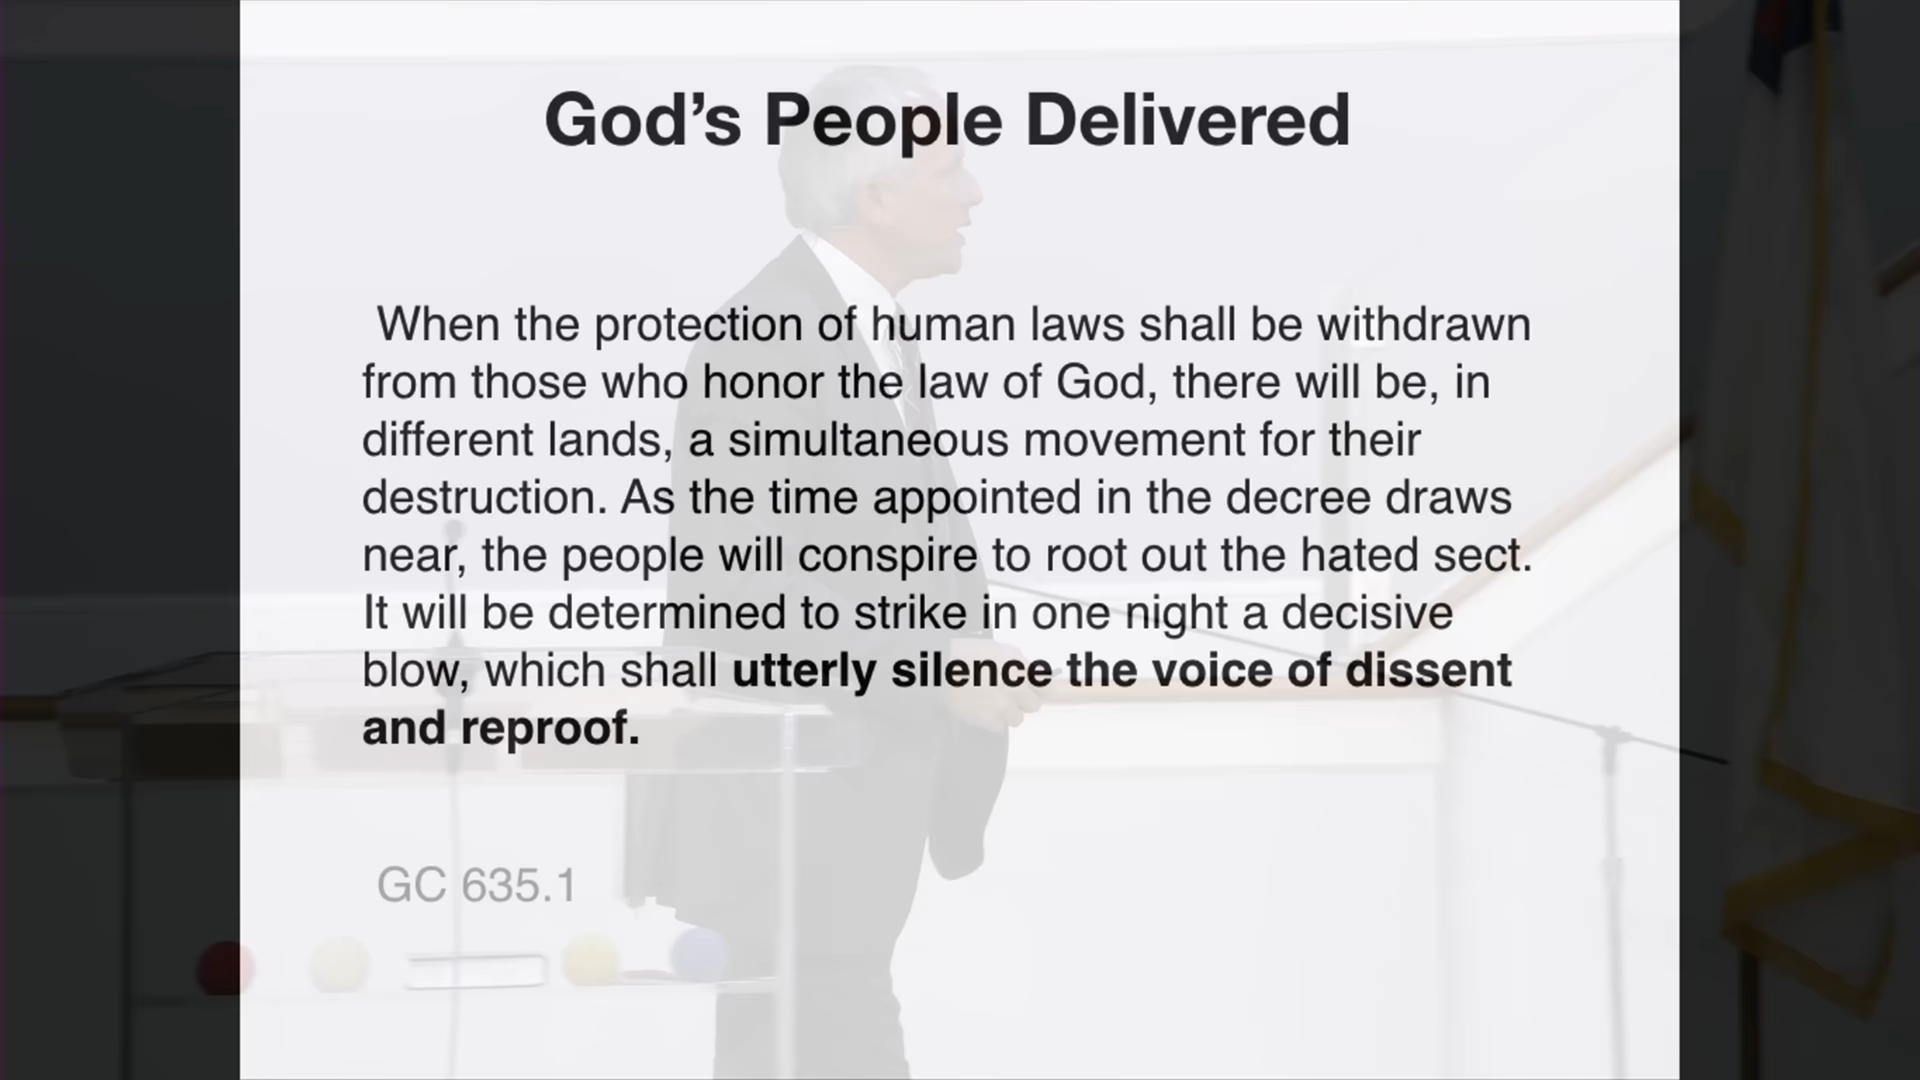 God’s People Delivered
When the protection of human laws shall be withdrawn
from those who honor the law of God, there will be, in
different lands, a simultaneous movement for their
destruction. As the time appointed in the decree draws
near, the people will conspire to root out the hated sect.
It will be determined to strike in one night a decisive
blow, which shall utterly silence the voice of dissent
and reproof.
GC 635.1